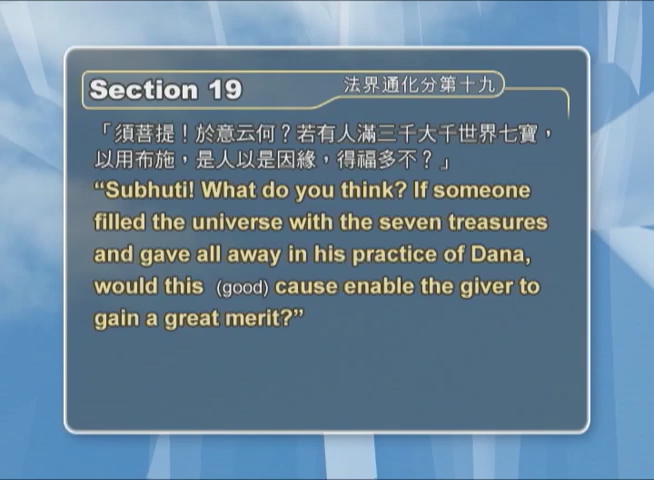 Section 19
法界通化分第十九
「須菩提！於意云何？若有人滿三千大千世界七寶，
以用布施，是人以是因緣，得福多不？」
“Subhuti! What do you think? If someone
filled the universe with the seven treasures
and gave all away in his practice of Dana,
would this (good) cause enable the giver to
gain a great merit?”